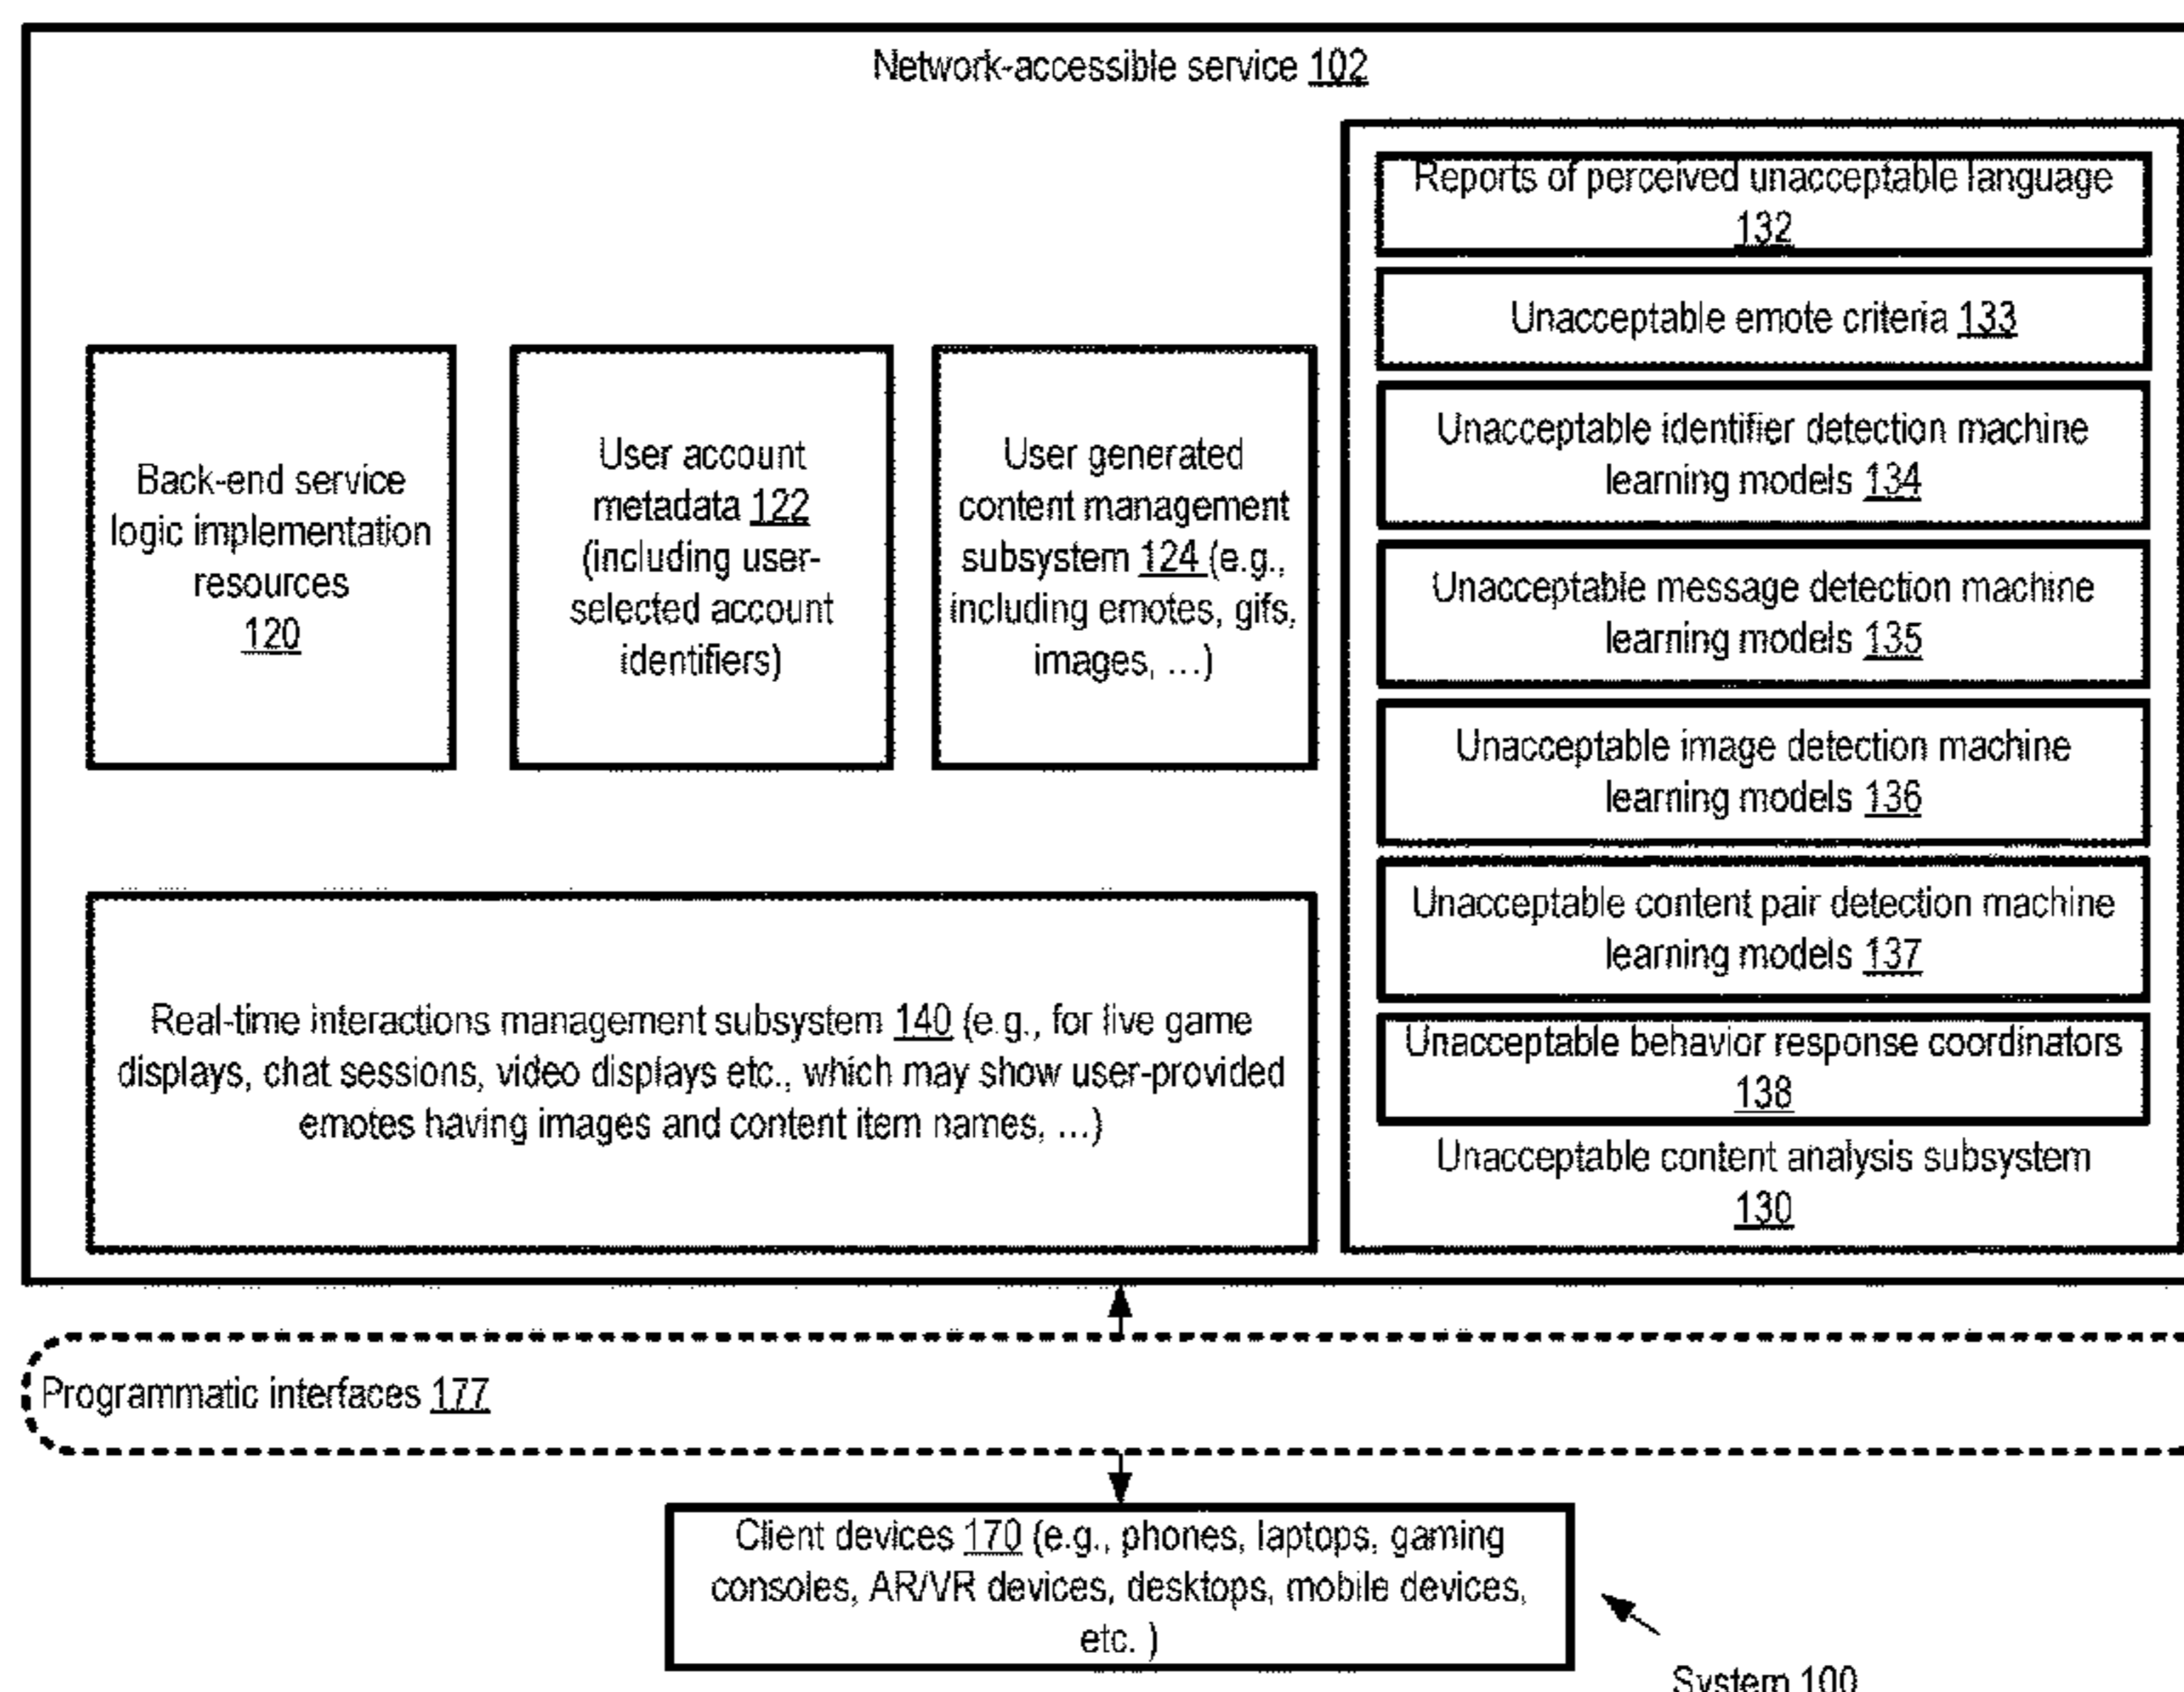 Network-accessible service 102
Reports of perceived unacceptable language
132
Unacceptable emote criteria 133
Unacceptable identifier detection machine
learning models 134
Unacceptable message detection machine
learning models 135
Unacceptable image detection machine
learning models 136
Unacceptable content pair detection machine
learning models 137
Unacceptable behavior response coordinators
138
Unacceptable content analysis subsystem
130
Back-end service
logic implementation
resources
120
User account
metadata 122
(including user-
selected account
identifiers)
User generated
content management
subsystem 124 (e.g.,
including emotes, gifs,
images, ...)
Real-time interactions management subsystem 140 (e.g., for live game
displays, chat sessions, video displays etc., which may show user-provided
emotes having images and content item names, ...)
Programmatic interfaces 177
Client devices 170 (e.g., phones, laptops, gaming
consoles, AR/VR devices, desktops, mobile devices,
etc. )
System 100